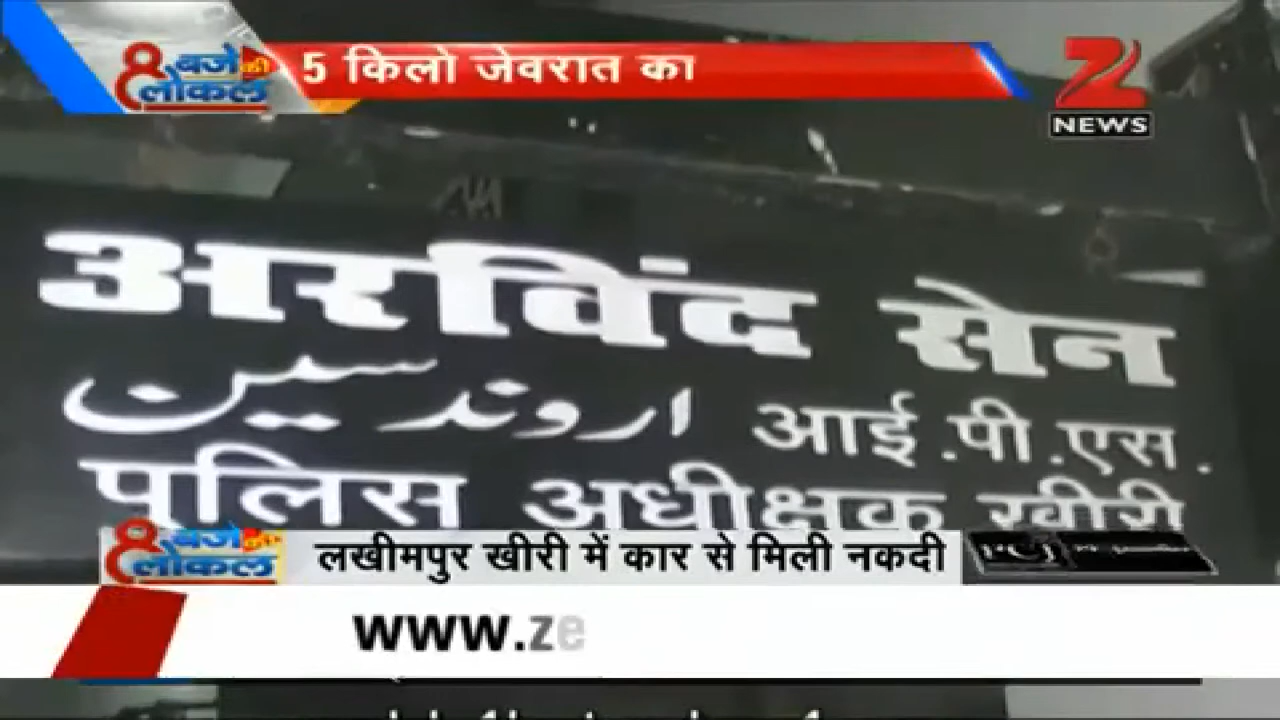 8 बजे की लोकल
5 किलो जेवरात का
Z
NEWS
अरविंद सेन
اروند سین
आई.पी.एस.
पुलिस अधीक्षक खीरी
8 बजे की लोकल
लखीमपुर खीरी में कार से मिली नकदी
www.ze